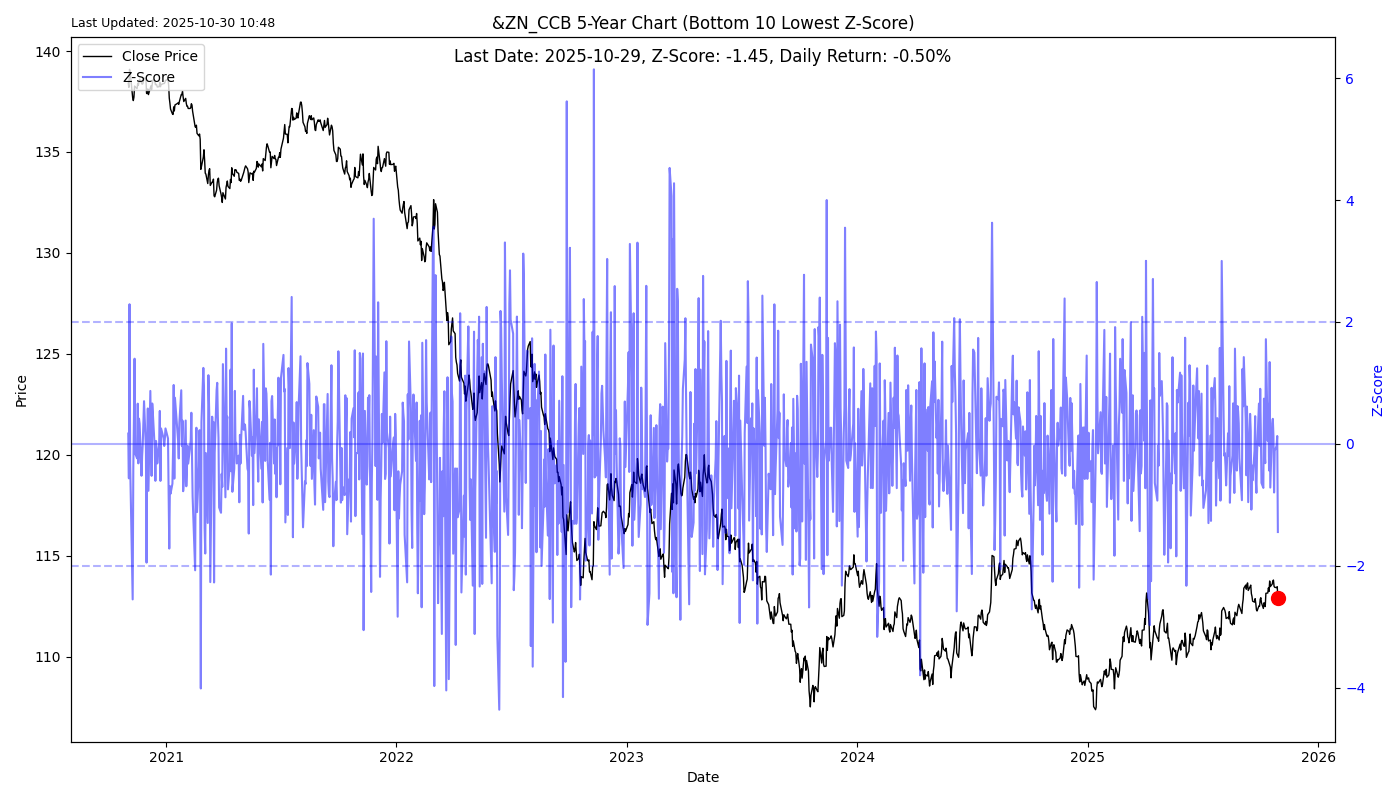 Last Updated: 2025-10-30 10:48
&ZN_CCB 5-Year Chart (Bottom 10 Lowest Z-Score)
Last Date: 2025-10-29, Z-Score: -1.45, Daily Return: -0.50%
Close Price
Z-Score
140
135
130
125
120
115
110
Price
6
4
2
0
−2
−4
Z-Score
2021
2022
2023
2024
2025
2026
Date